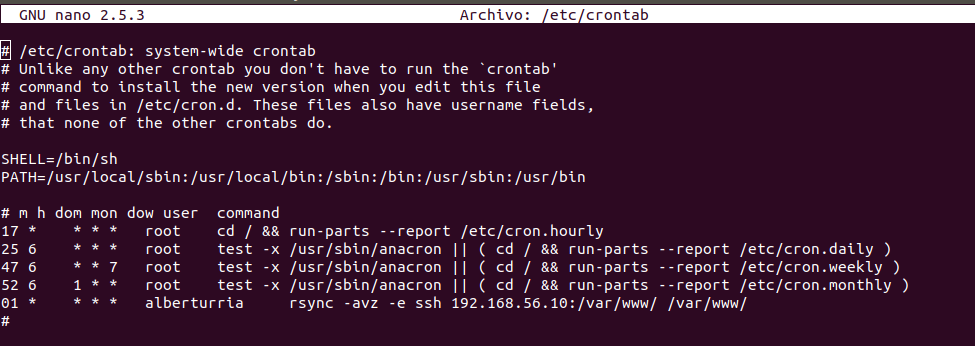 GNU nano 2.5.3 Archivo: /etc/crontab
# /etc/crontab: system-wide crontab
# Unlike any other crontab you don't have to run the `crontab'
# command to install the new version when you edit this file
# and files in /etc/cron.d. These files also have username fields,
# that none of the other crontabs do.
SHELL=/bin/sh
PATH=/usr/local/sbin:/usr/local/bin:/sbin:/bin:/usr/sbin:/usr/bin
# m h dom mon dow user  command
17 *    * * *   root    cd / && run-parts --report /etc/cron.hourly
25 6    * * *   root    test -x /usr/sbin/anacron || ( cd / && run-parts --report /etc/cron.daily )
47 6    * * 7   root    test -x /usr/sbin/anacron || ( cd / && run-parts --report /etc/cron.weekly )
52 6    1 * *   root    test -x /usr/sbin/anacron || ( cd / && run-parts --report /etc/cron.monthly )
01 *    * * *   alberturria     rsync -avz -e ssh 192.168.56.10:/var/www/ /var/www/
#